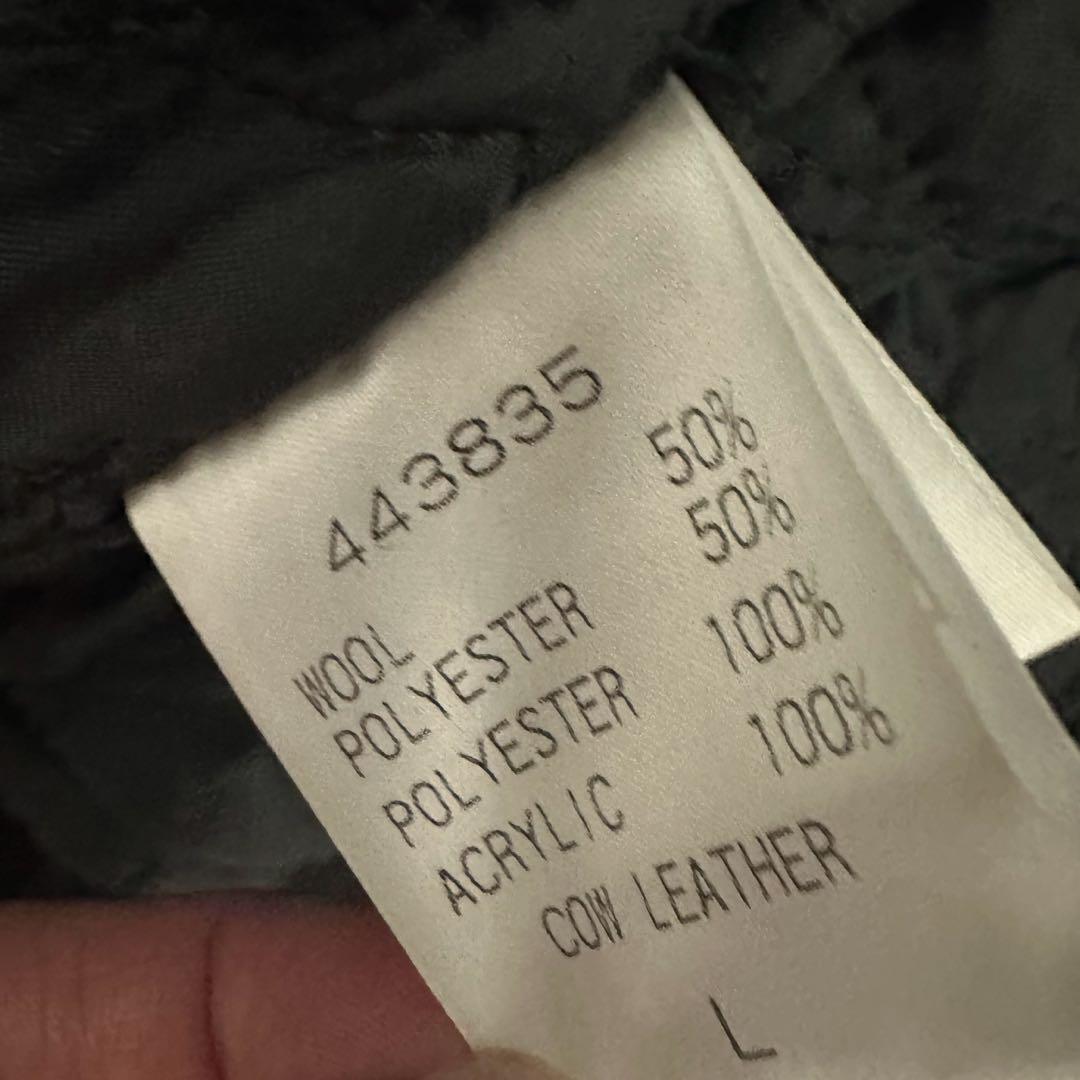 443835
WOOL 50%
POLYESTER 50%
POLYESTER 100%
ACRYLIC 100%
COW LEATHER
L